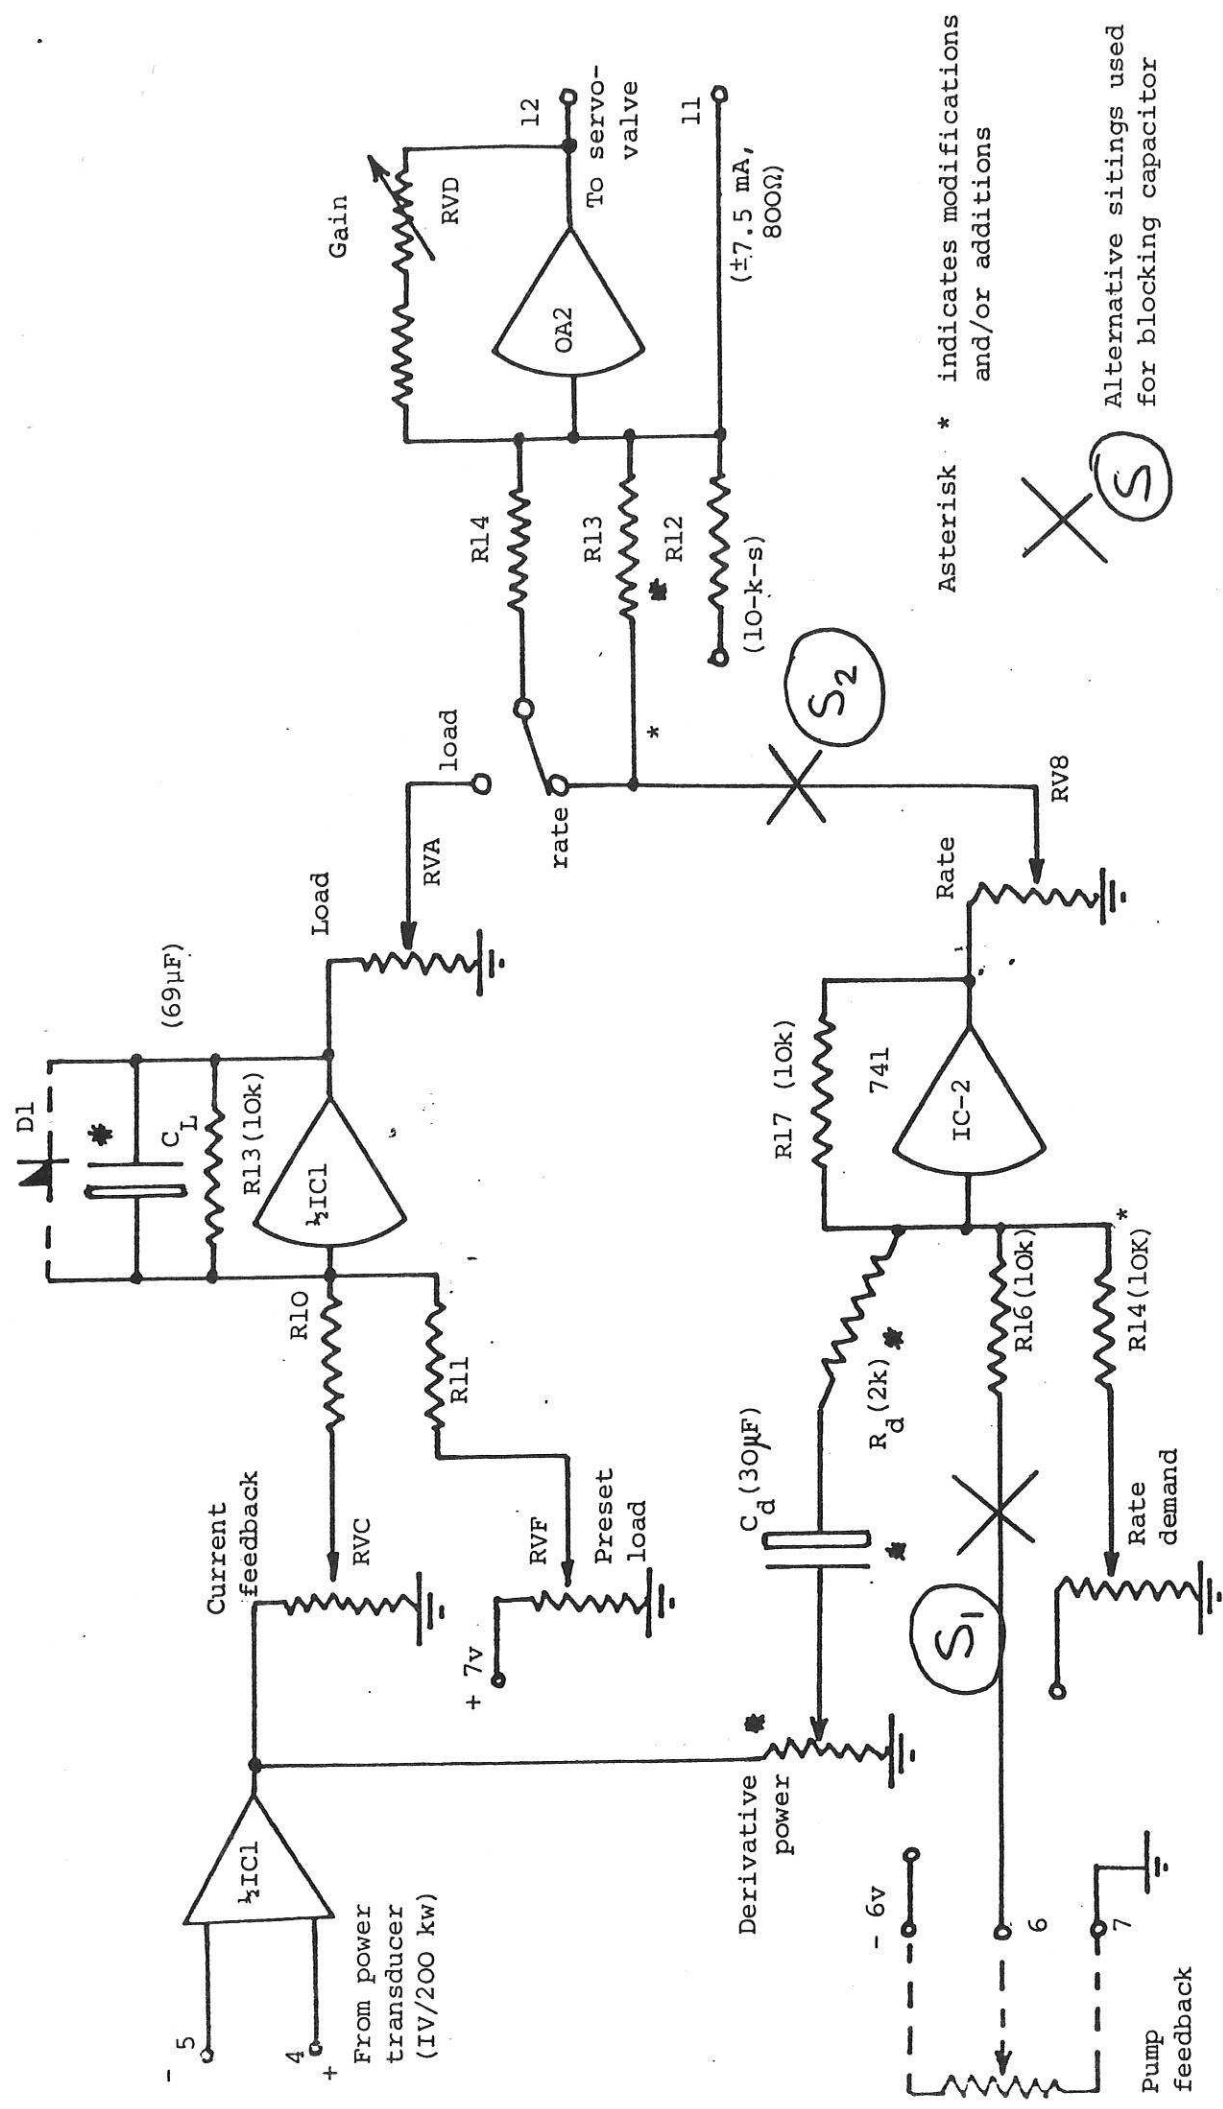 - 5
4
+
From power
transducer
(IV/200 kw)
½IC1
Current
feedback
RVC
+ 7v
RVF
Preset
load
R10
R11
D1
*
C
L
(69µF)
R13(10k)
½IC1
Load
RVA
load
rate
R14
R13
*
*
R12
(10-k-s)
Gain
RVD
OA2
12
To servo-
valve
11
(±7.5 mA,
800Ω)
Derivative *
power
C
d
(30µF)
*
R
d
(2k) *
R17 (10k)
741
IC-2
R16(10k)
R14(10K) *
Rate
RV8
S2
S1
Rate
demand
- 6v
6
7
Pump
feedback
Asterisk * indicates modifications
and/or additions
S
Alternative sitings used
for blocking capacitor